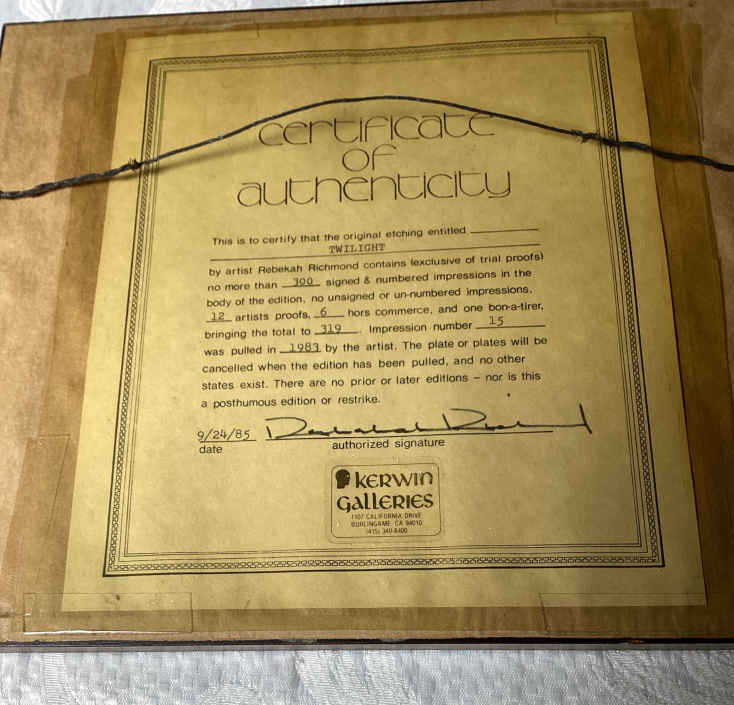 certificate
of
authenticity
This is to certify that the original etching entitled
TWILIGHT
by artist Rebekah Richmond contains (exclusive of trial proofs)
no more than 300 signed & numbered impressions in the
body of the edition, no unsigned or un-numbered impressions,
12 artists proofs, 6 hors commerce, and one bon-a-tirer,
bringing the total to 319. Impression number 15
was pulled in 1983 by the artist. The plate or plates will be
cancelled when the edition has been pulled, and no other
states exist. There are no prior or later editions – nor is this
a posthumous edition or restrike.
9/24/85
date authorized signature
KERWIN
GALLERIES
1107 CALIFORNIA DRIVE
BURLINGAME, CA 94010
(415) 340-8400